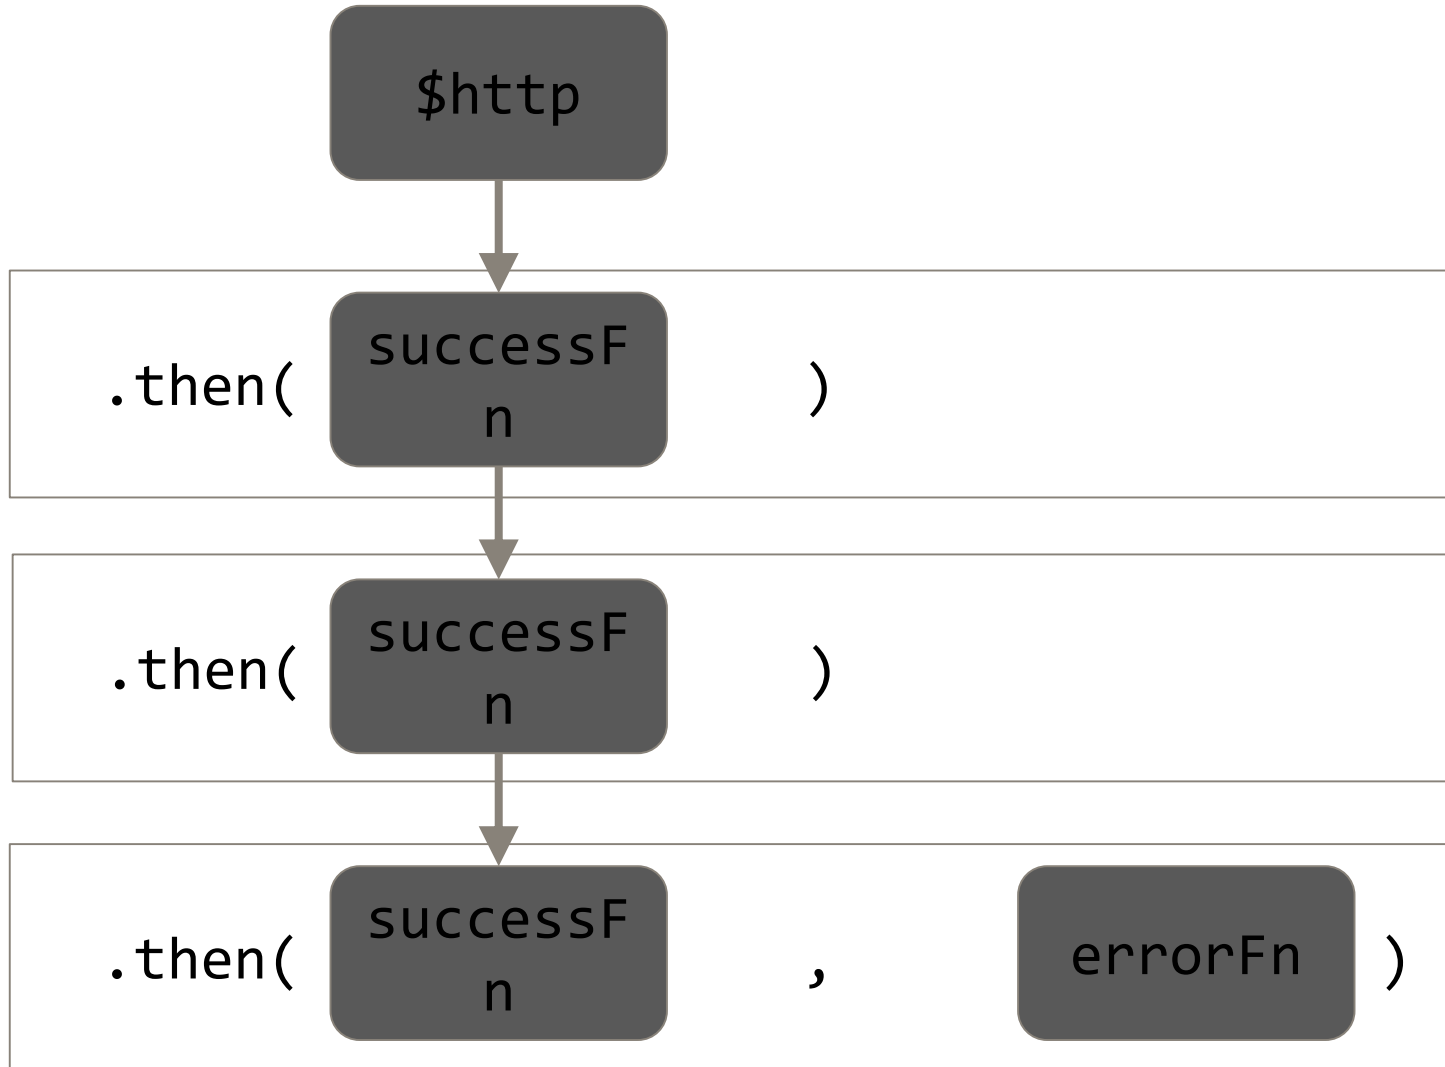 $http
.then( successF
n )
.then( successF
n )
.then( successF
n , errorFn )